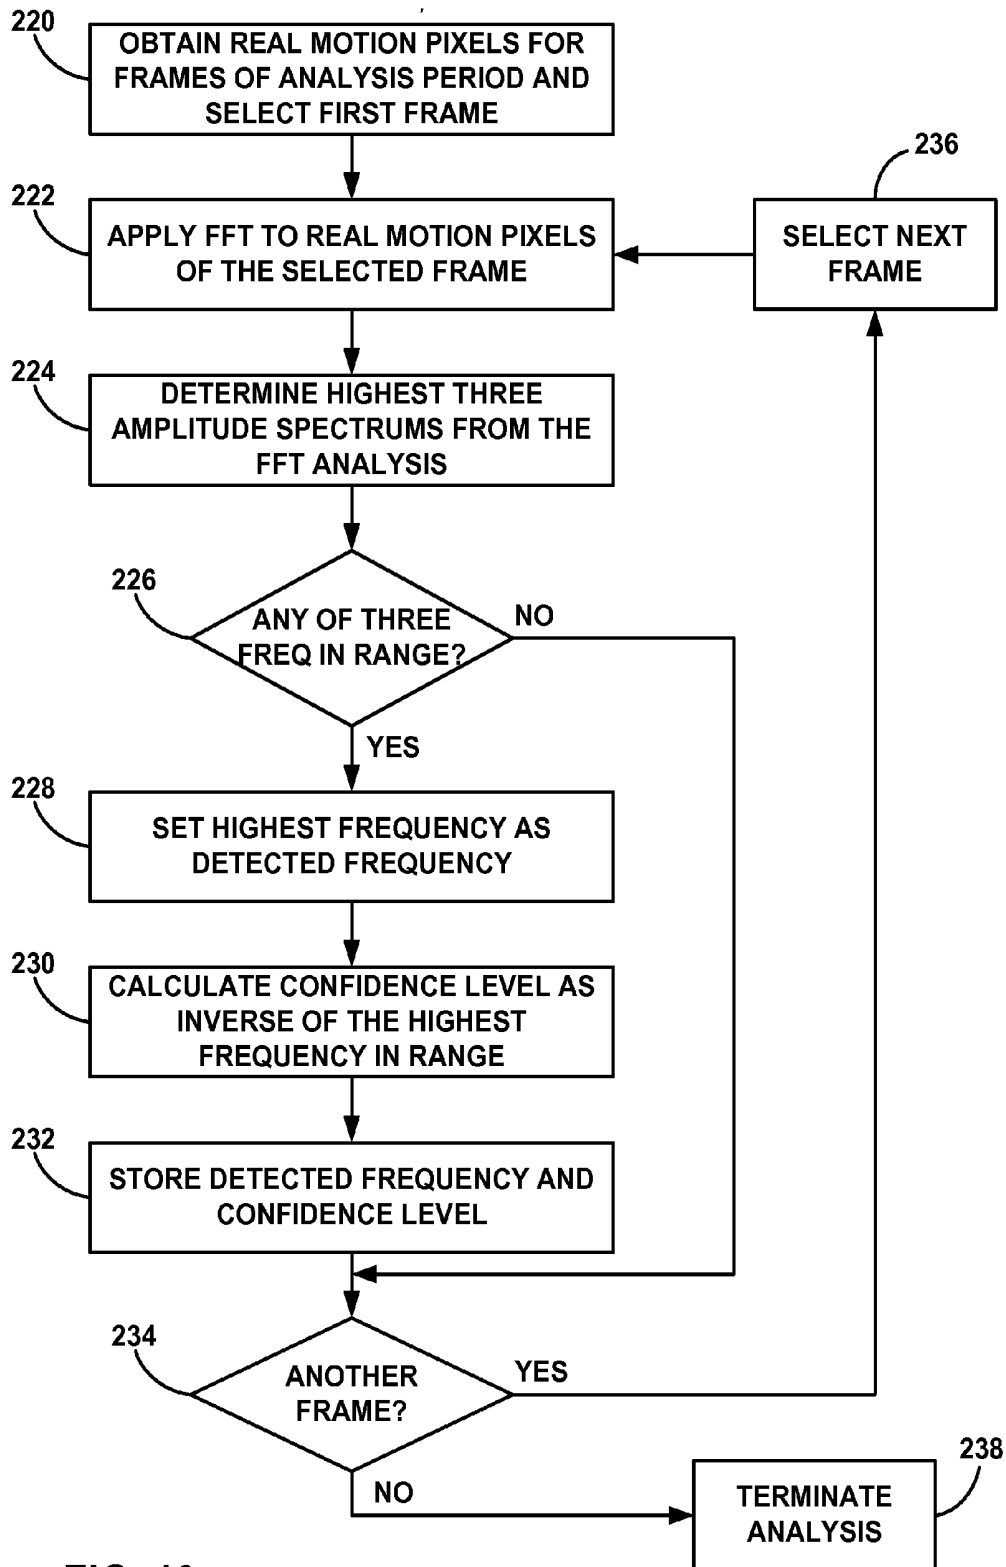 220
OBTAIN REAL MOTION PIXELS FOR
FRAMES OF ANALYSIS PERIOD AND
SELECT FIRST FRAME
236
222
APPLY FFT TO REAL MOTION PIXELS
OF THE SELECTED FRAME
SELECT NEXT
FRAME
224
DETERMINE HIGHEST THREE
AMPLITUDE SPECTRUMS FROM THE
FFT ANALYSIS
226
ANY OF THREE
FREQ IN RANGE?
NO
YES
228
SET HIGHEST FREQUENCY AS
DETECTED FREQUENCY
230
CALCULATE CONFIDENCE LEVEL AS
INVERSE OF THE HIGHEST
FREQUENCY IN RANGE
232
STORE DETECTED FREQUENCY AND
CONFIDENCE LEVEL
234
ANOTHER
FRAME?
YES
NO
238
TERMINATE
ANALYSIS